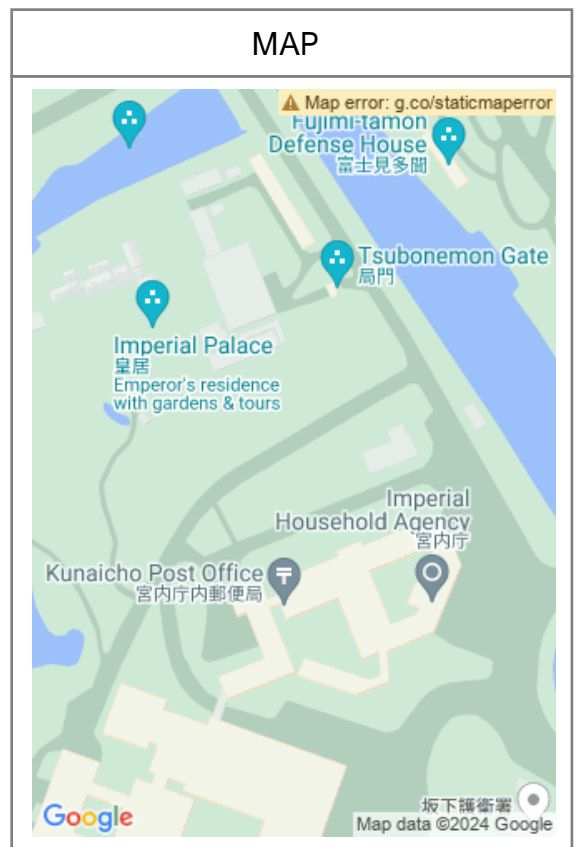 MAP
Map error: g.co/staticmaperror
Fujimi-tamon
Defense House
富士見多聞
Tsubonemon Gate
局門
Imperial Palace
皇居
Emperor's residence
with gardens & tours
Imperial
Household Agency
宮内庁
Kunaicho Post Office
宮内庁内郵便局
坂下護衛署
Google
Map data ©2024 Google